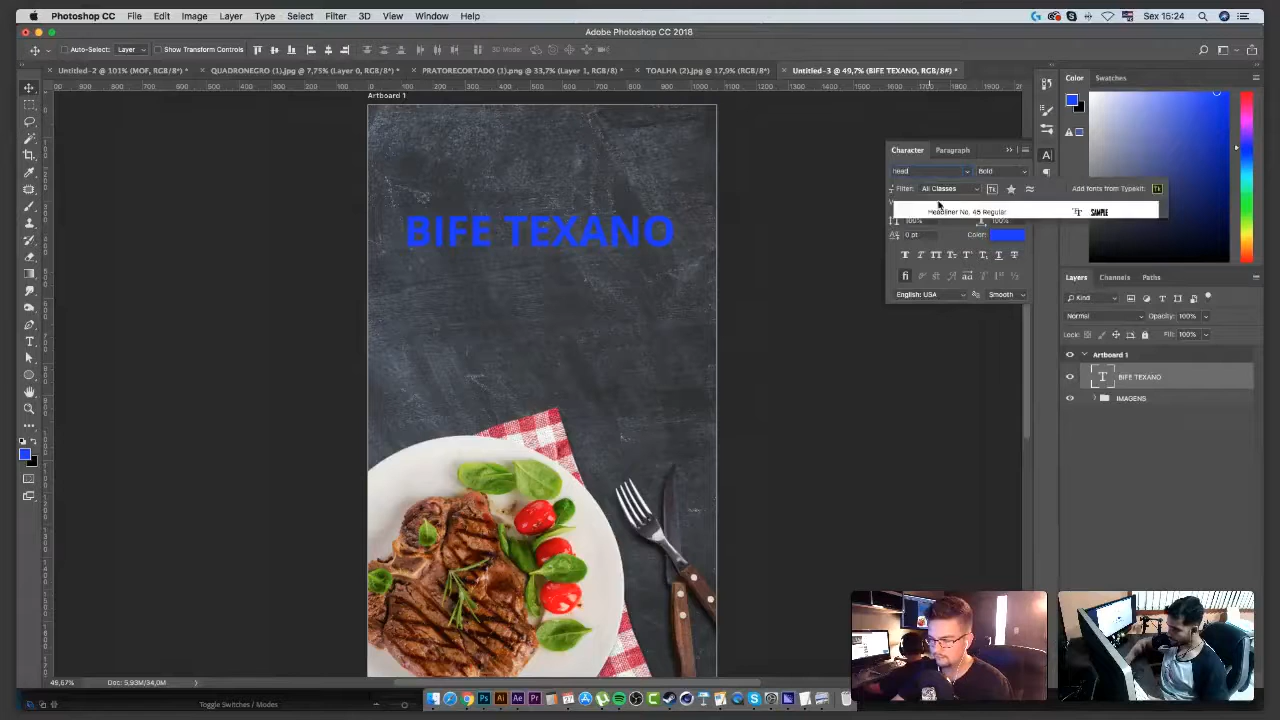 Photoshop CC File Edit Image Layer Type Select Filter 3D View Window Help Sex 15:24
Adobe Photoshop CC 2018
Auto-Select: Layer Show Transform Controls 3D Mode:
Untitled-2 @ 101% (MOF, RGB/8*) * QUADRONEGRO (1).jpg @ 7,75% (Layer 0, RGB/8*) * PRATORECORTADO (1).png @ 33,7% (Layer 1, RGB/8*) * TOALHA (2).jpg @ 17,9% (RGB/8*) * Untitled-3 @ 49,7% (BIFE TEXANO, RGB/8#) *
Artboard 1
BIFE TEXANO
Character Paragraph
head Bold
Filter: All Classes Add fonts from Typekit: Tk
Headliner No. 45 Regular SAMPLE
100% 100%
0 pt Color:
English: USA Smooth
Color Swatches
Layers Channels Paths
Kind
Normal Opacity: 100%
Lock: Fill: 100%
Artboard 1
BIFE TEXANO
IMAGENS
49,67% Doc: 5,93M/34,0M
Toggle Switches / Modes